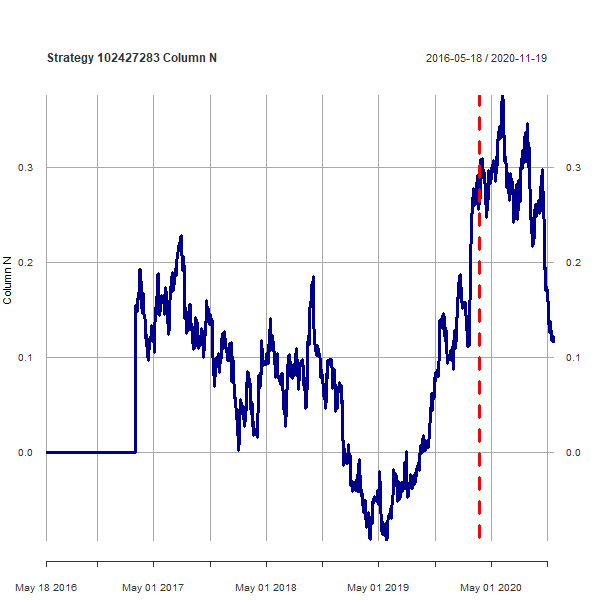 Strategy 102427283 Column N
2016-05-18 / 2020-11-19
Column N
0.3
0.2
0.1
0.0
0.3
0.2
0.1
0.0
May 18 2016
May 01 2017
May 01 2018
May 01 2019
May 01 2020